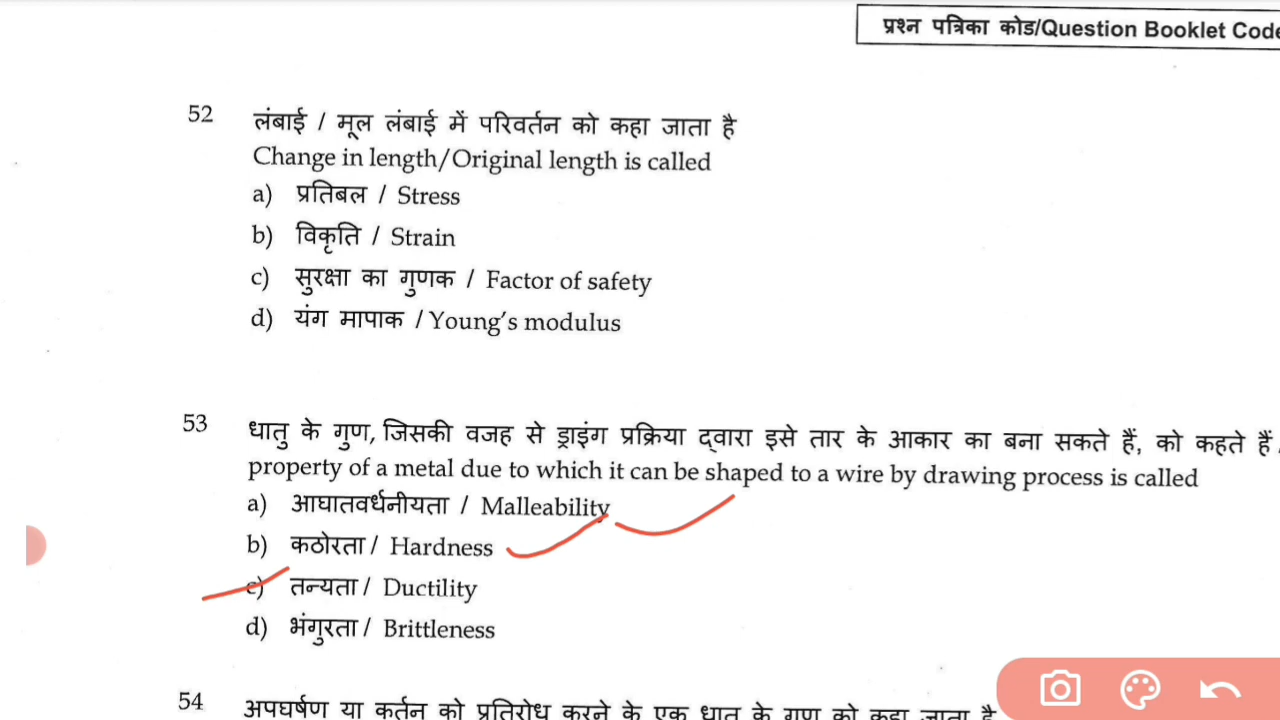 प्रश्न पत्रिका कोड/Question Booklet Code
52 लंबाई / मूल लंबाई में परिवर्तन को कहा जाता है
Change in length/Original length is called
a) प्रतिबल / Stress
b) विकृति / Strain
c) सुरक्षा का गुणक / Factor of safety
d) यंग मापाक / Young's modulus
53 धातु के गुण, जिसकी वजह से ड्राइंग प्रक्रिया द्वारा इसे तार के आकार का बना सकते हैं, को कहते हैं
property of a metal due to which it can be shaped to a wire by drawing process is called
a) आघातवर्धनीयता / Malleability
b) कठोरता / Hardness
c) तन्यता / Ductility
d) भंगुरता / Brittleness
54 अपघर्षण या कर्तन को प्रतिरोध करने के एक धातु के गुण को कहा जाता है